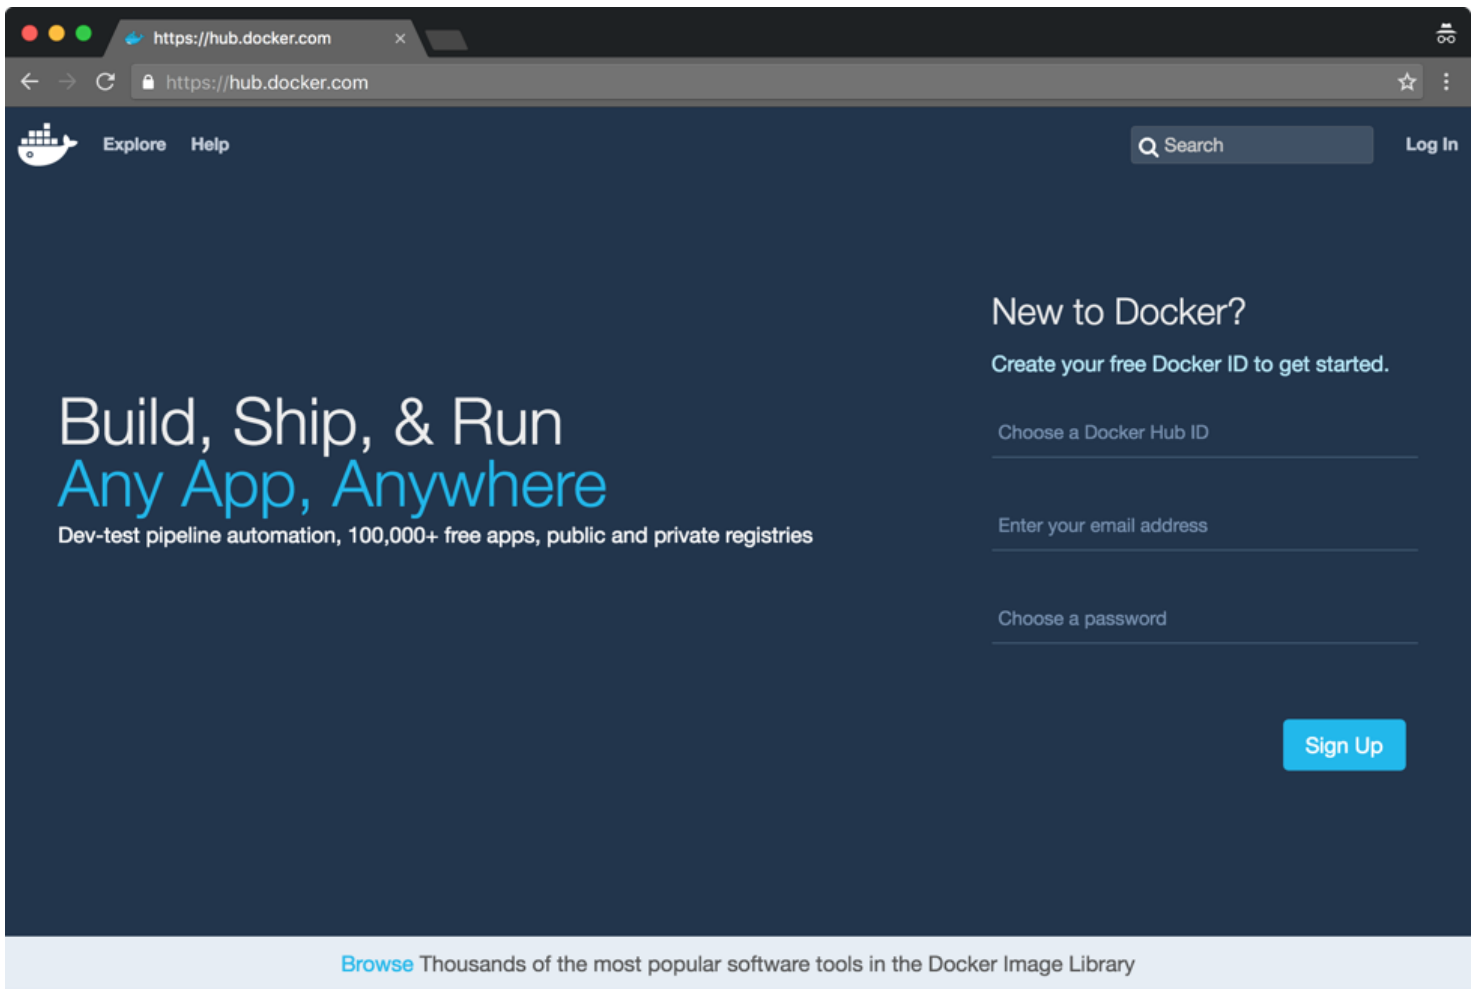 https://hub.docker.com
https://hub.docker.com
Explore Help Search Log In
Build, Ship, & Run
Any App, Anywhere
Dev-test pipeline automation, 100,000+ free apps, public and private registries
New to Docker?
Create your free Docker ID to get started.
Choose a Docker Hub ID
Enter your email address
Choose a password
Sign Up
Browse Thousands of the most popular software tools in the Docker Image Library